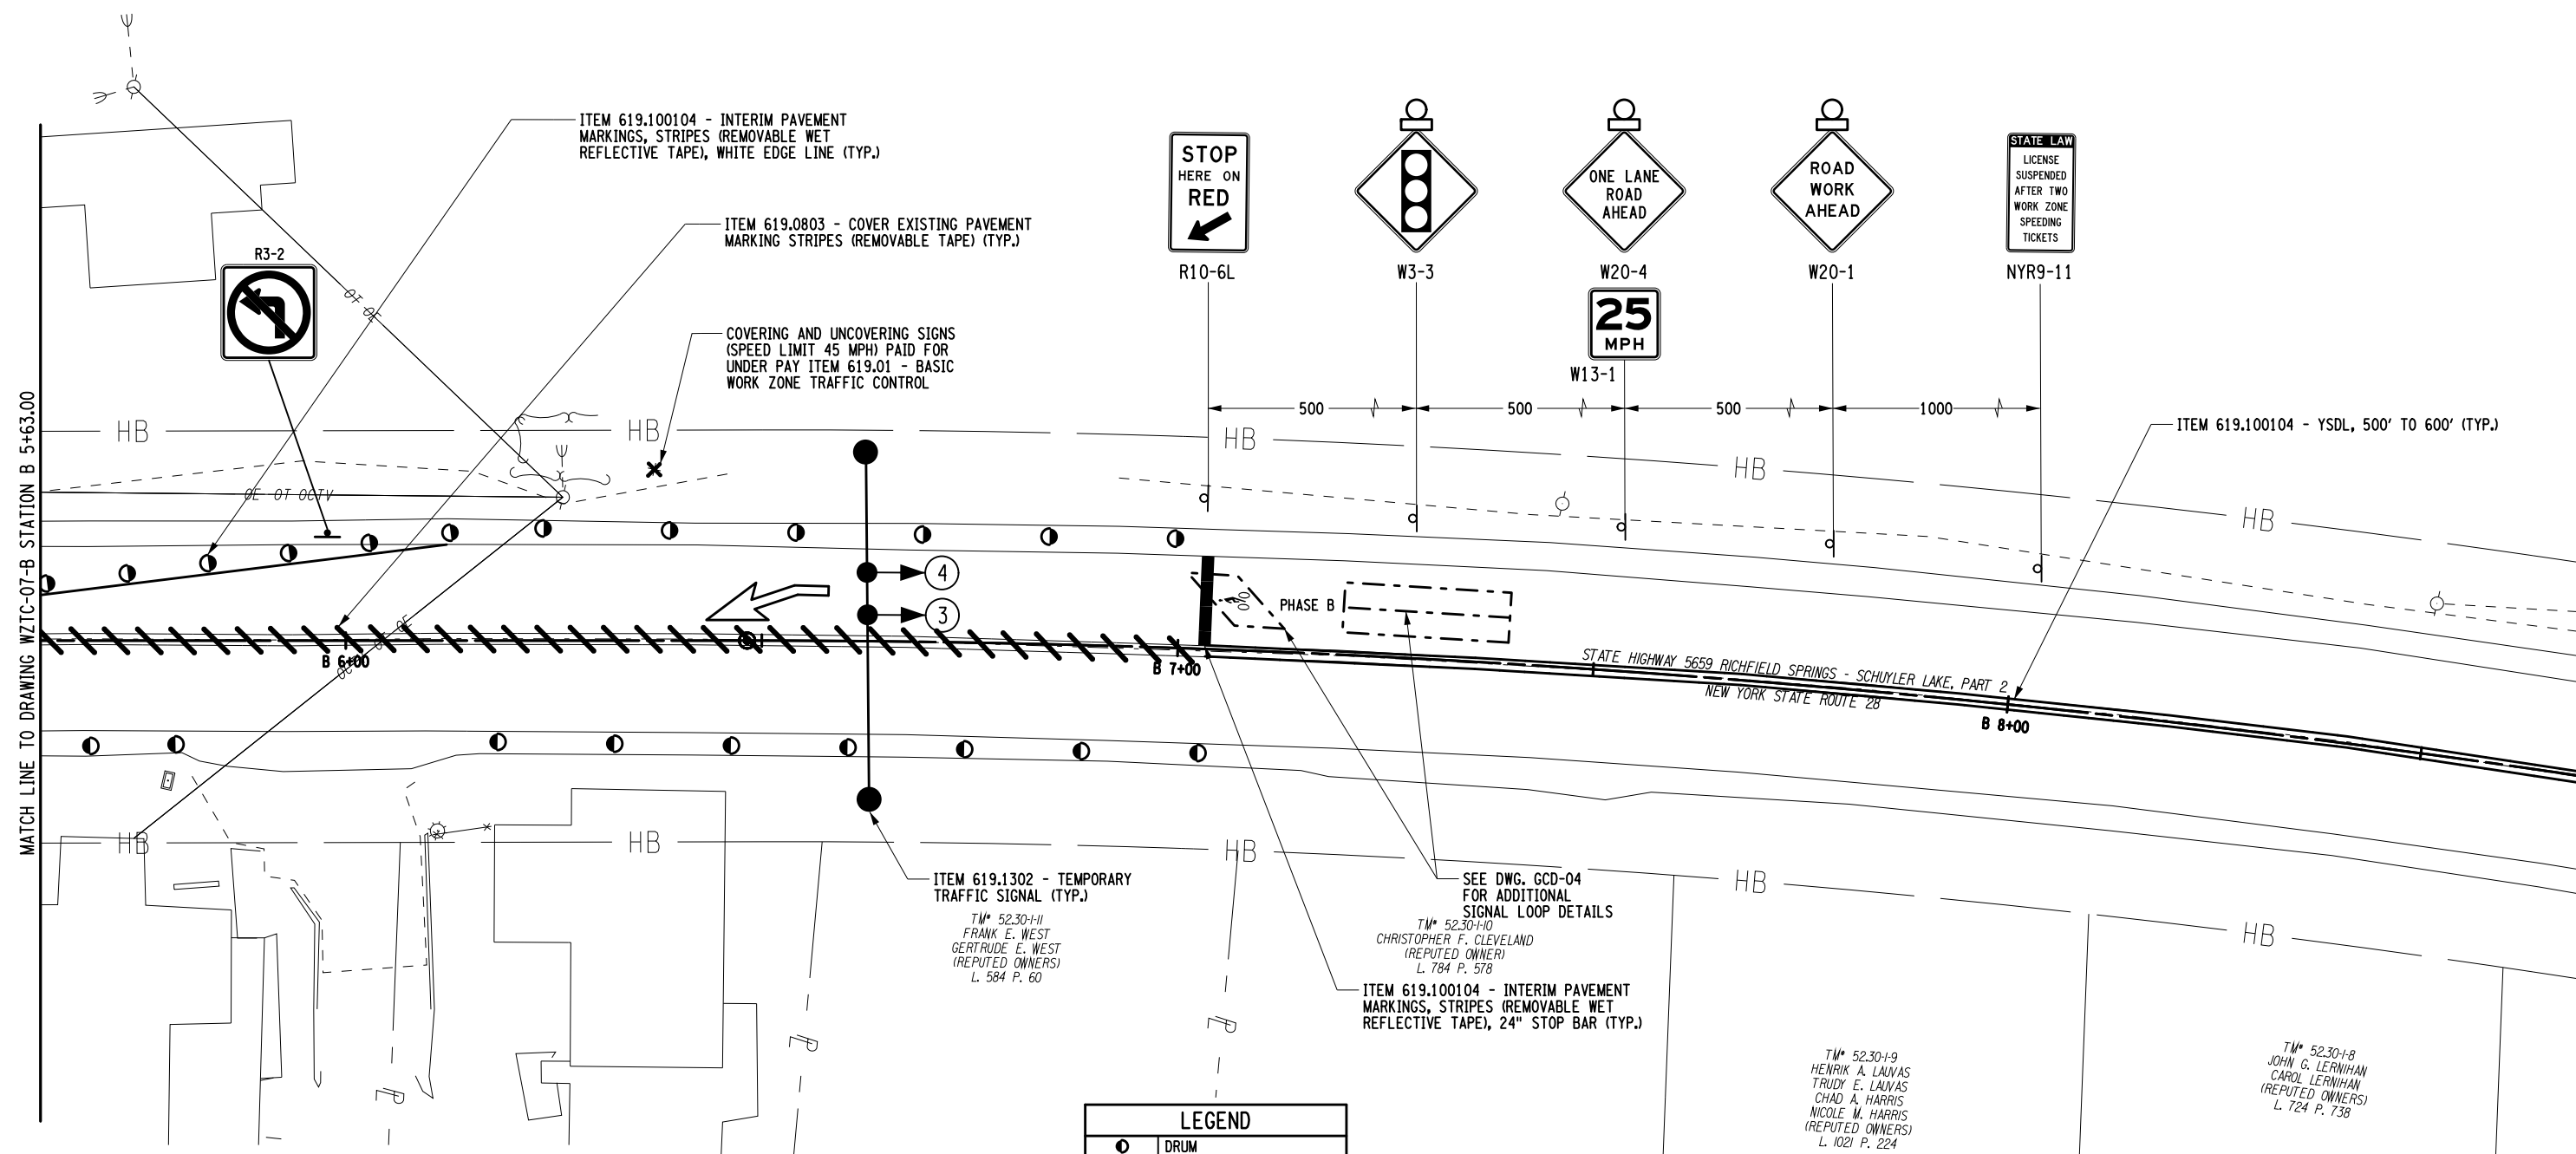 ITEM 619.100104 - INTERIM PAVEMENT
MARKINGS, STRIPES (REMOVABLE WET
REFLECTIVE TAPE), WHITE EDGE LINE (TYP.)
ITEM 619.0803 - COVER EXISTING PAVEMENT
MARKING STRIPES (REMOVABLE TAPE) (TYP.)
R3-2
COVERING AND UNCOVERING SIGNS
(SPEED LIMIT 45 MPH) PAID FOR
UNDER PAY ITEM 619.01 - BASIC
WORK ZONE TRAFFIC CONTROL
STOP
HERE ON
RED
R10-6L
W3-3
ONE LANE
ROAD
AHEAD
W20-4
25
MPH
W13-1
ROAD
WORK
AHEAD
W20-1
STATE LAW
LICENSE
SUSPENDED
AFTER TWO
WORK ZONE
SPEEDING
TICKETS
NYR9-11
500
500
500
1000
ITEM 619.100104 - YSDL, 500' TO 600' (TYP.)
MATCH LINE TO DRAWING WZTC-07-B STATION B 5+63.00
HB
HB
HB
HB
HB
OT OT
OE OT OCTV
OE
4
3
PHASE B
B 6+00
B 7+00
B 8+00
STATE HIGHWAY 5659 RICHFIELD SPRINGS - SCHUYLER LAKE, PART 2
NEW YORK STATE ROUTE 28
HB
HB
HB
HB
HB
ITEM 619.1302 - TEMPORARY
TRAFFIC SIGNAL (TYP.)
TM# 52.30-1-11
FRANK E. WEST
GERTRUDE E. WEST
(REPUTED OWNERS)
L. 584 P. 60
SEE DWG. GCD-04
FOR ADDITIONAL
SIGNAL LOOP DETAILS
TM# 52.30-1-10
CHRISTOPHER F. CLEVELAND
(REPUTED OWNER)
L. 784 P. 578
ITEM 619.100104 - INTERIM PAVEMENT
MARKINGS, STRIPES (REMOVABLE WET
REFLECTIVE TAPE), 24" STOP BAR (TYP.)
TM# 52.30-1-9
HENRIK A. LAUVAS
TRUDY E. LAUVAS
CHAD A. HARRIS
NICOLE M. HARRIS
(REPUTED OWNERS)
L. 1021 P. 224
TM# 52.30-1-8
JOHN G. LERNIHAN
CAROL LERNIHAN
(REPUTED OWNERS)
L. 724 P. 738
LEGEND
DRUM